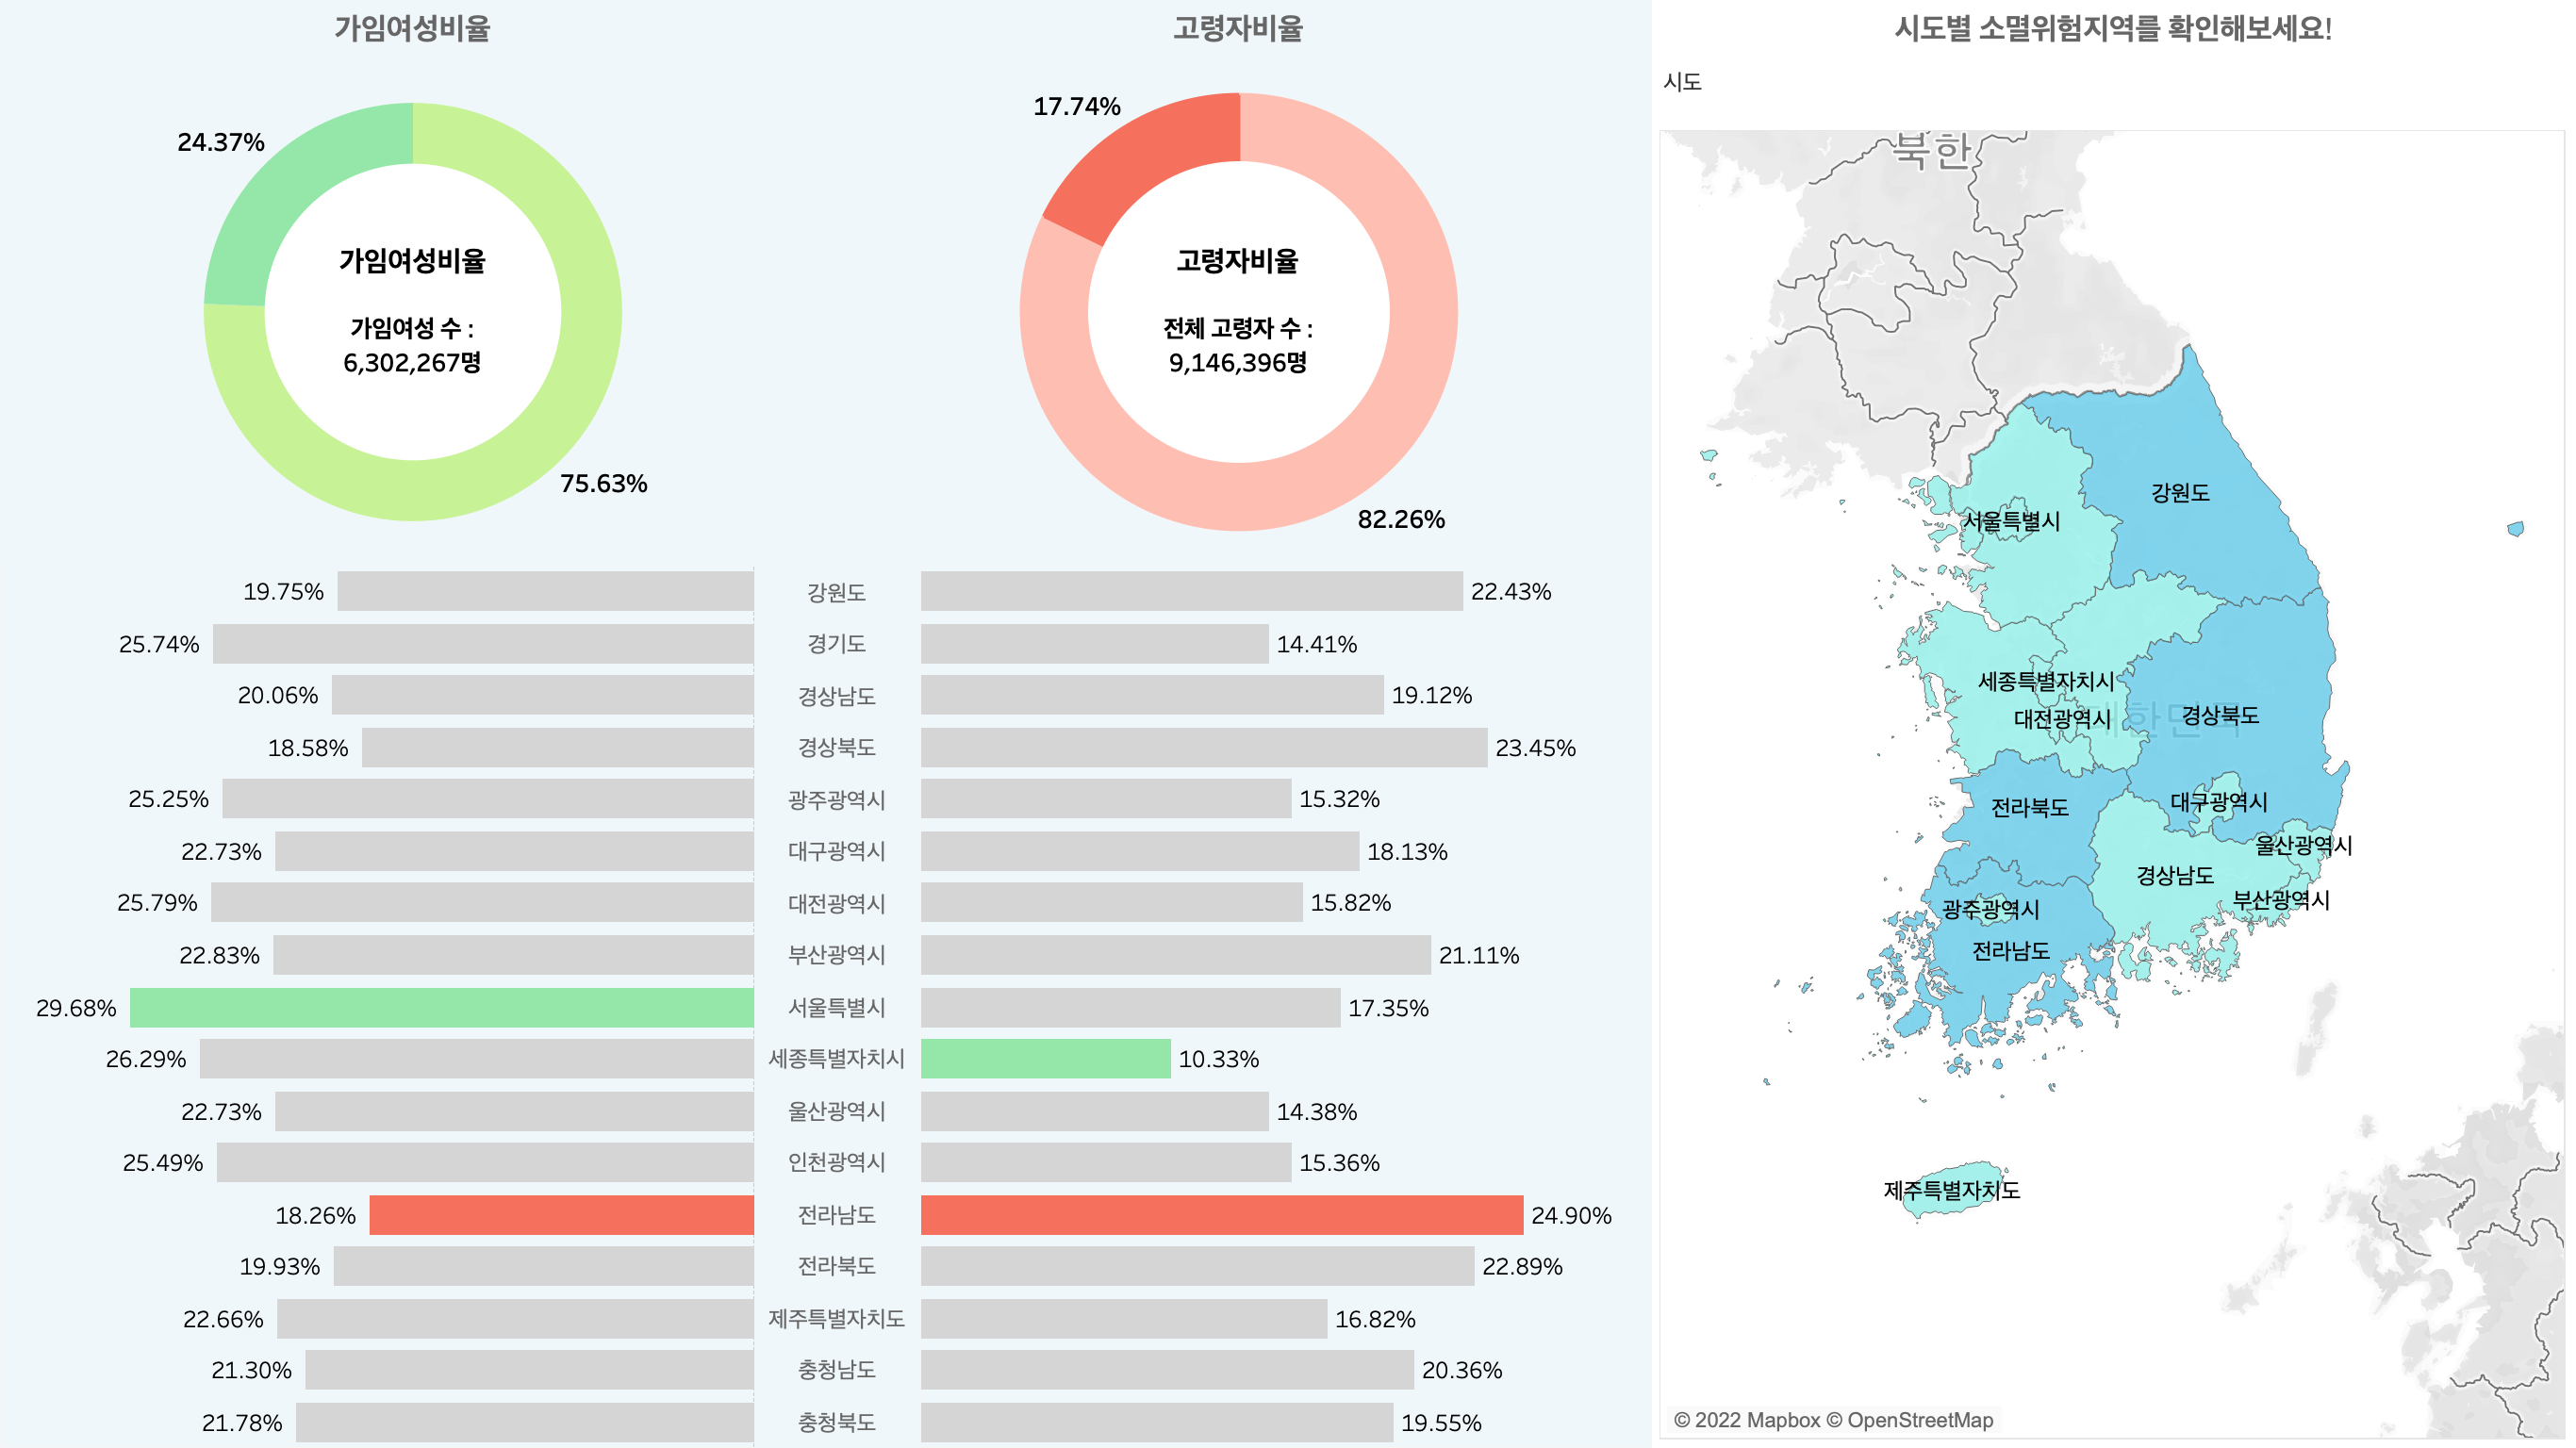 가임여성비율
고령자비율
시도별 소멸위험지역를 확인해보세요!
시도
24.37%
가임여성비율
가임여성 수 :
6,302,267명
75.63%
17.74%
고령자비율
전체 고령자 수 :
9,146,396명
82.26%
19.75% 강원도 22.43%
25.74% 경기도 14.41%
20.06% 경상남도 19.12%
18.58% 경상북도 23.45%
25.25% 광주광역시 15.32%
22.73% 대구광역시 18.13%
25.79% 대전광역시 15.82%
22.83% 부산광역시 21.11%
29.68% 서울특별시 17.35%
26.29% 세종특별자치시 10.33%
22.73% 울산광역시 14.38%
25.49% 인천광역시 15.36%
18.26% 전라남도 24.90%
19.93% 전라북도 22.89%
22.66% 제주특별자치도 16.82%
21.30% 충청남도 20.36%
21.78% 충청북도 19.55%
북한
강원도
서울특별시
세종특별자치시
대한민국
경상북도
대전광역시
대구광역시
전라북도
울산광역시
경상남도
부산광역시
광주광역시
전라남도
제주특별자치도
© 2022 Mapbox © OpenStreetMap